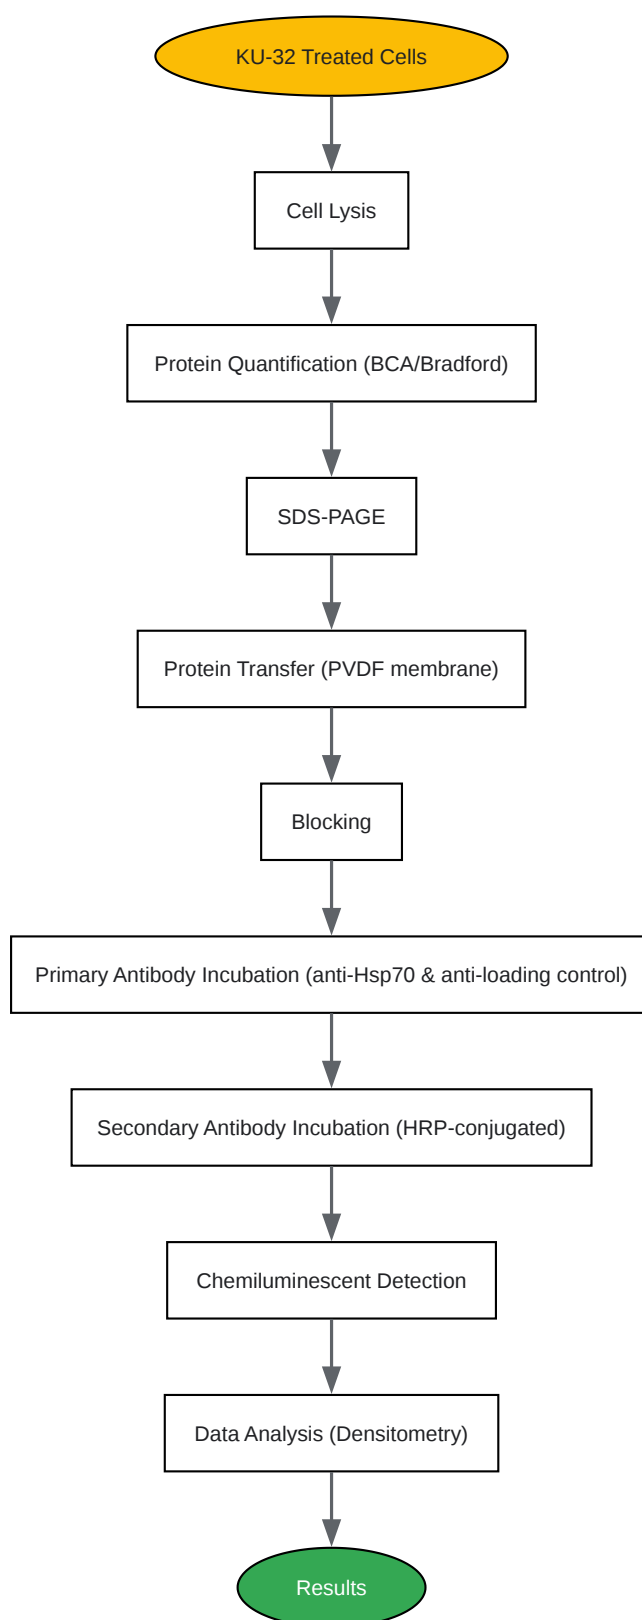 KU-32 Treated Cells
Cell Lysis
Protein Quantification (BCA/Bradford)
SDS-PAGE
Protein Transfer (PVDF membrane)
Blocking
Primary Antibody Incubation (anti-Hsp70 & anti-loading control)
Secondary Antibody Incubation (HRP-conjugated)
Chemiluminescent Detection
Data Analysis (Densitometry)
Results